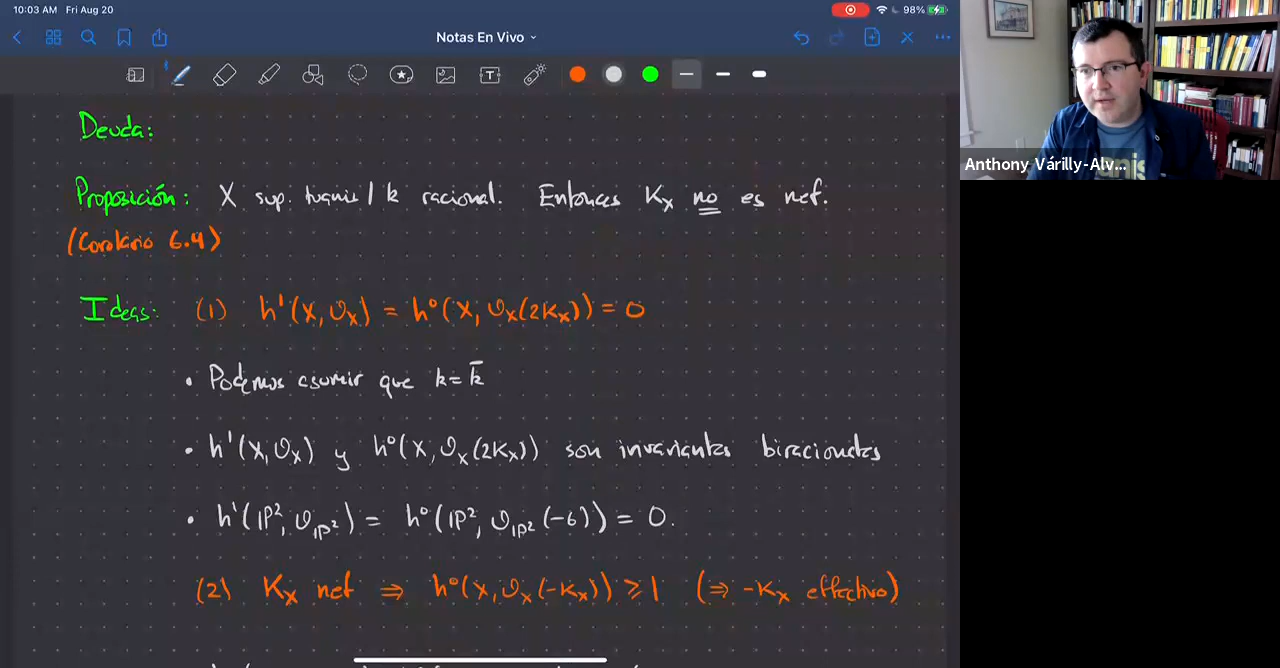 10:03 AM Fri Aug 20
98%
Notas En Vivo
Anthony Várilly-Alv...
Deuda:
Proposición: X sup. / k racional. Entonces K_X no es nef.
(Corolario 6.4)
Ideas: (1) h¹(X, O_X) = h⁰(X, O_X(2K_X)) = 0
• Podemos asumir que k = k̄
• h¹(X, O_X) y h⁰(X, O_X(2K_X)) son invariantes biracionales
• h¹(ℙ², O_ℙ²) = h⁰(ℙ², O_ℙ²(-6)) = 0.
(2) K_X nef ⇒ h⁰(X, O_X(-K_X)) ≥ 1 (⇒ -K_X effectivo)